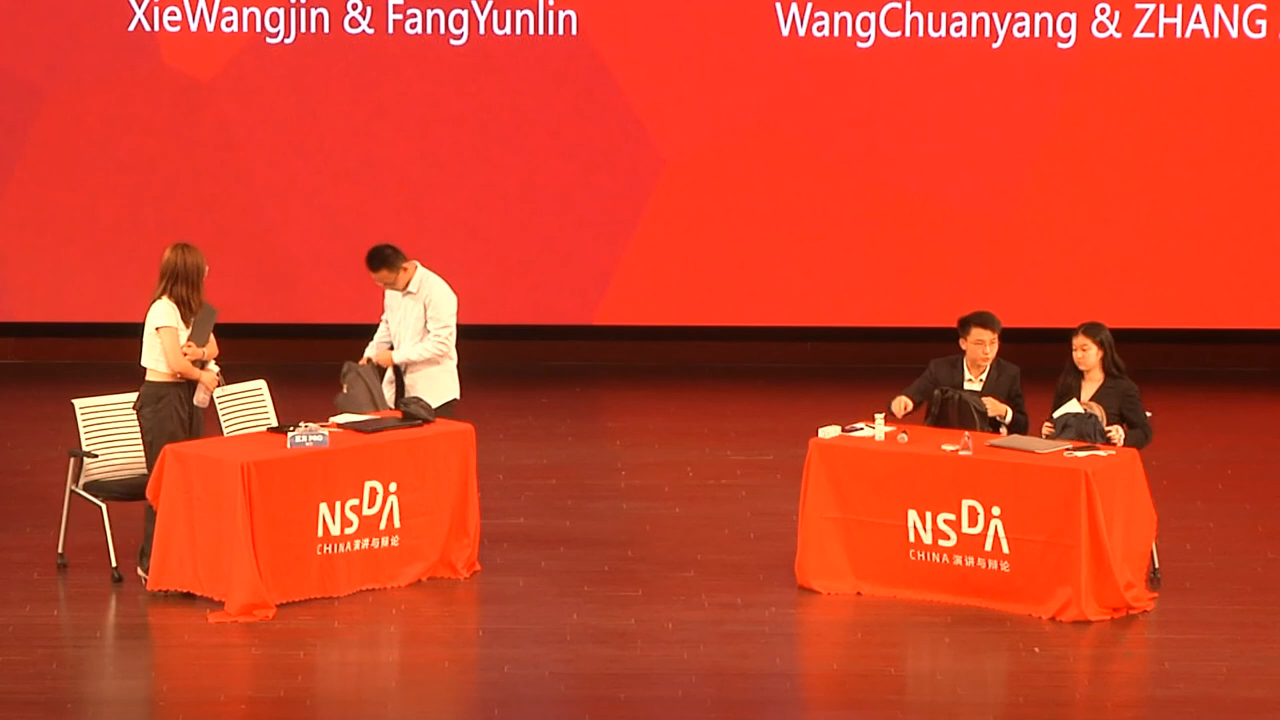 XieWangjin & FangYunlin
WangChuanyang & ZHANG
NSDA
CHINA 演讲与辩论
NSDA
CHINA 演讲与辩论